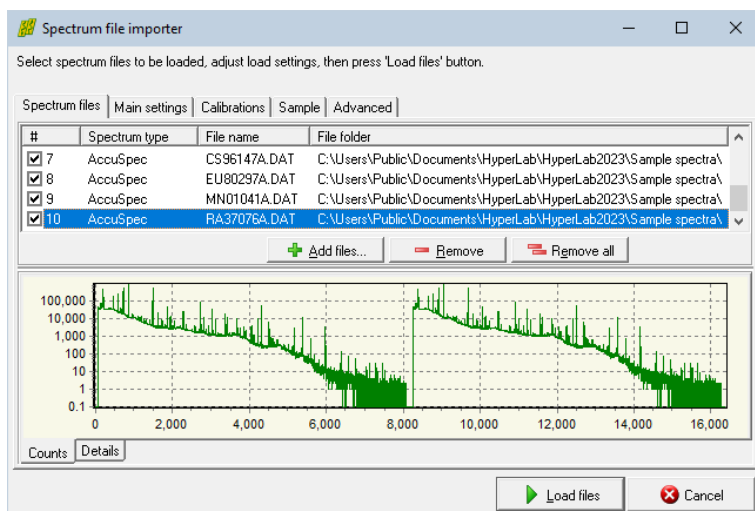 Spectrum file importer
Select spectrum files to be loaded, adjust load settings, then press 'Load files' button.
Spectrum files Main settings Calibrations Sample Advanced
# Spectrum type File name File folder
7 AccuSpec CS96147A.DAT C:\Users\Public\Documents\HyperLab\HyperLab2023\Sample spectra\
8 AccuSpec EU80297A.DAT C:\Users\Public\Documents\HyperLab\HyperLab2023\Sample spectra\
9 AccuSpec MN01041A.DAT C:\Users\Public\Documents\HyperLab\HyperLab2023\Sample spectra\
10 AccuSpec RA37076A.DAT C:\Users\Public\Documents\HyperLab\HyperLab2023\Sample spectra\
Add files... Remove Remove all
100,000
10,000
1,000
100
10
1
0.1
0 2,000 4,000 6,000 8,000 10,000 12,000 14,000 16,000
Counts Details
Load files Cancel